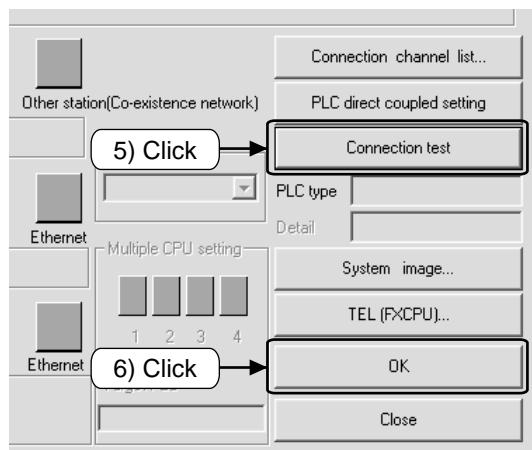 Connection channel list...
Other station(Co-existence network)
PLC direct coupled setting
5) Click
Connection test
PLC type
Ethernet
Detail
Multiple CPU setting
System image...
1 2 3 4
TEL (FXCPU)...
Ethernet
6) Click
OK
Close